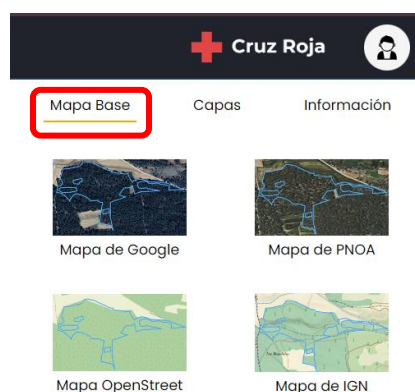 Cruz Roja
Mapa Base Capas Información
Mapa de Google Mapa de PNOA
Mapa OpenStreet Mapa de IGN